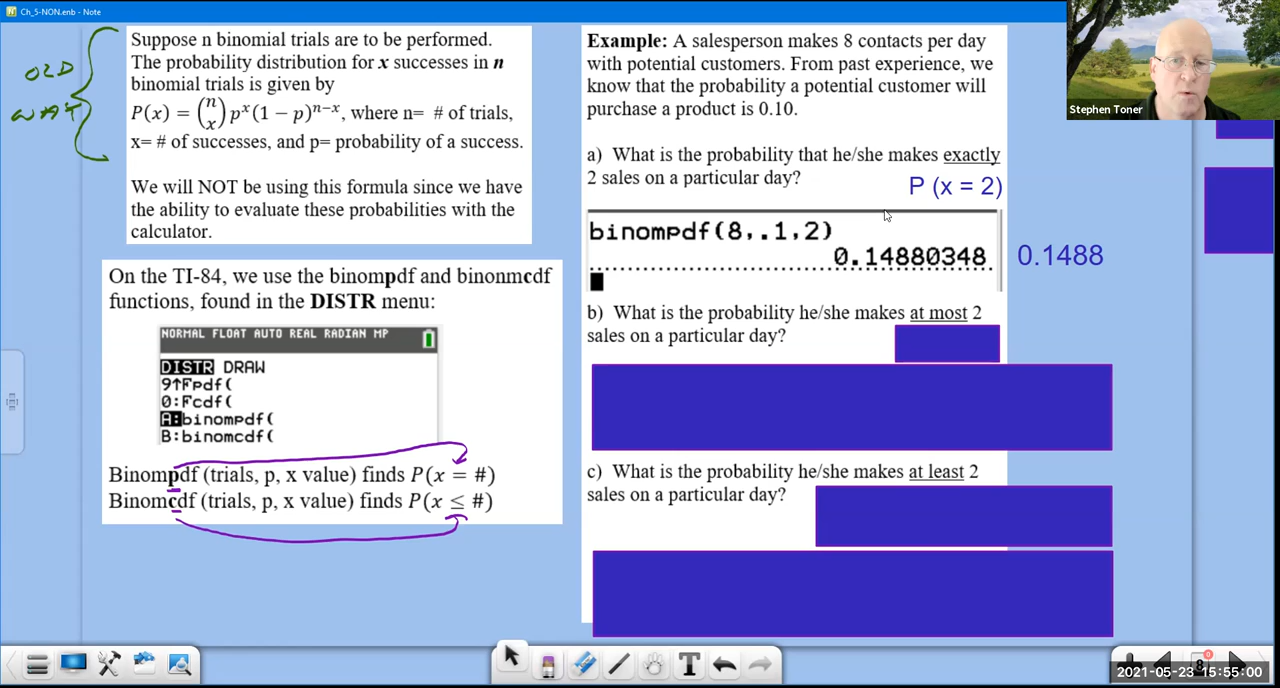 Ch_5-NON.enb - Note
OLD
WAY
Suppose n binomial trials are to be performed.
The probability distribution for x successes in n
binomial trials is given by
P(x) = (n x) p^x (1 − p)^{n−x}, where n= # of trials,
x= # of successes, and p= probability of a success.
We will NOT be using this formula since we have
the ability to evaluate these probabilities with the
calculator.
On the TI-84, we use the binompdf and binonmcdf
functions, found in the DISTR menu:
NORMAL FLOAT AUTO REAL RADIAN MP
DISTR DRAW
9↑Fpdf(
0:Fcdf(
A:binompdf(
B:binomcdf(
Binompdf (trials, p, x value) finds P(x = #)
Binomcdf (trials, p, x value) finds P(x ≤ #)
Example: A salesperson makes 8 contacts per day
with potential customers. From past experience, we
know that the probability a potential customer will
purchase a product is 0.10.
a) What is the probability that he/she makes exactly
2 sales on a particular day?
P (x = 2)
binompdf(8,.1,2)
0.14880348
0.1488
b) What is the probability he/she makes at most 2
sales on a particular day?
c) What is the probability he/she makes at least 2
sales on a particular day?
Stephen Toner
T
8
2021-05-23 15:55:00